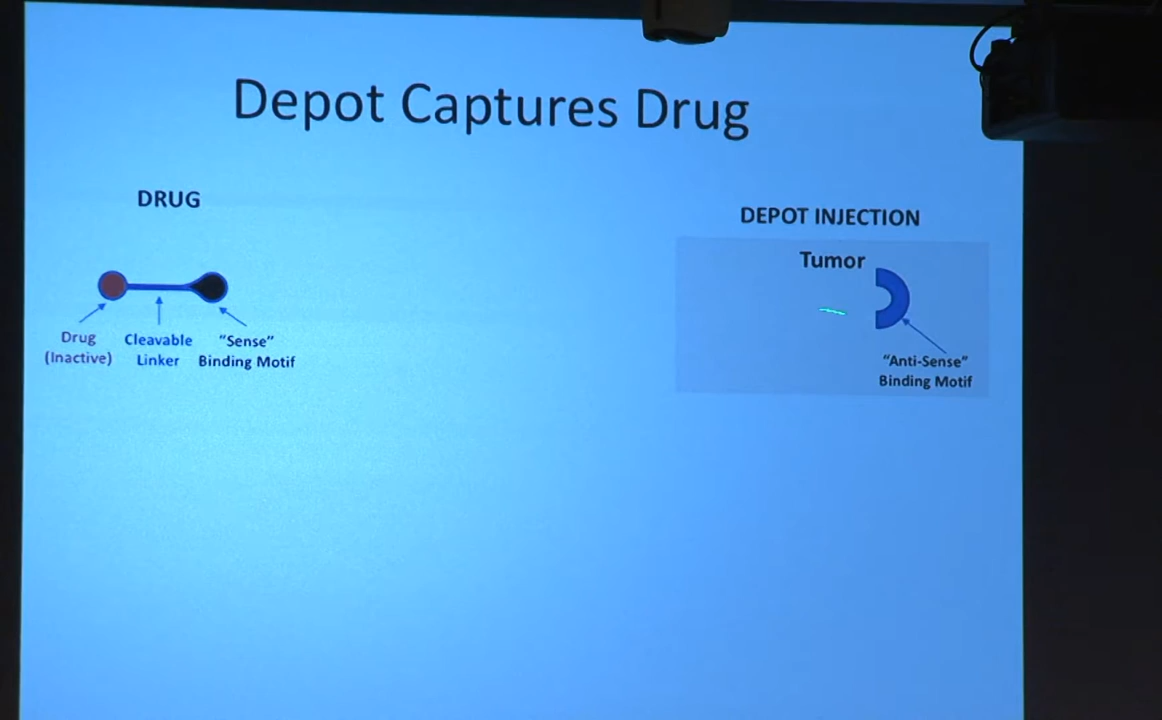 Depot Captures Drug
DRUG
Drug
(Inactive)
Cleavable
Linker
"Sense"
Binding Motif
DEPOT INJECTION
Tumor
"Anti-Sense"
Binding Motif